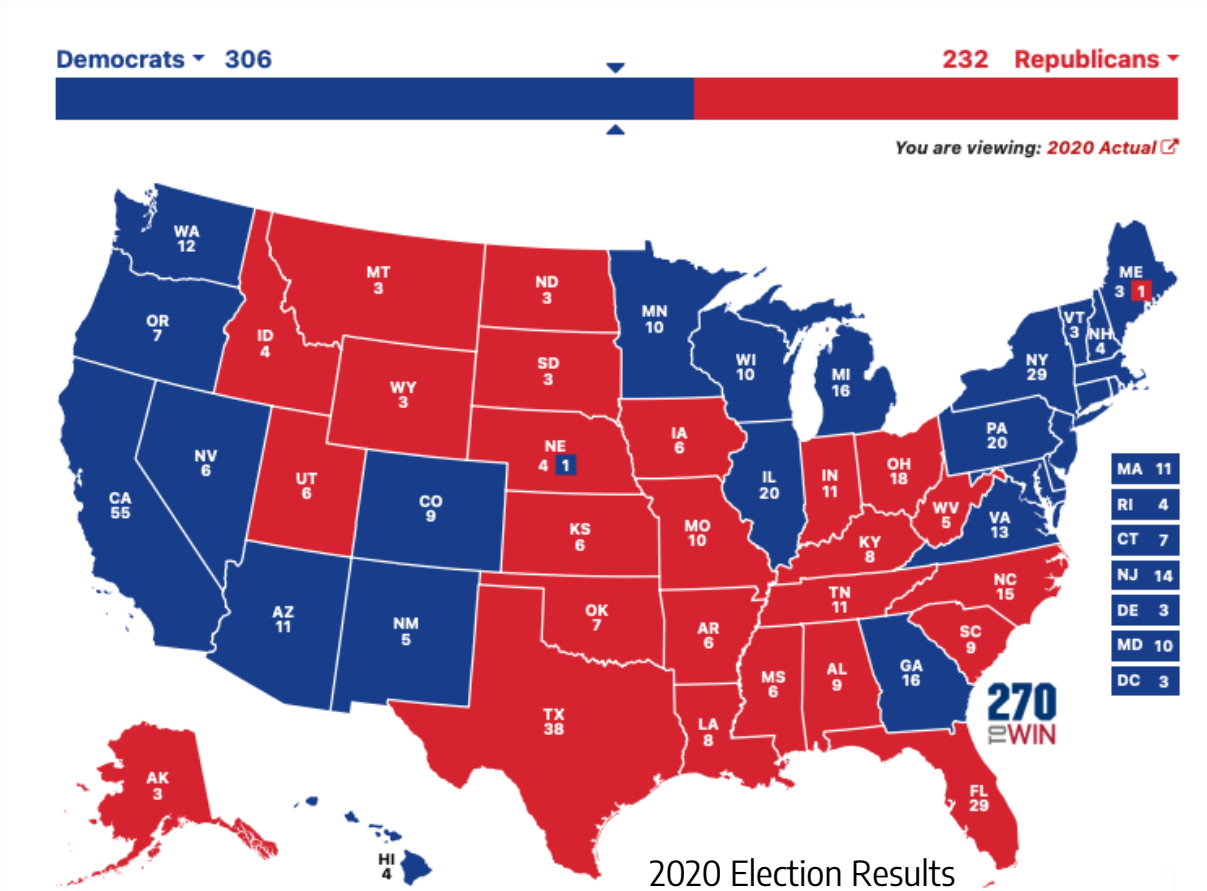 Democrats 306
232 Republicans
You are viewing: 2020 Actual
WA
12
OR
7
CA
55
NV
6
ID
4
MT
3
WY
3
UT
6
AZ
11
CO
9
NM
5
ND
3
SD
3
NE
4 1
KS
6
OK
7
TX
38
MN
10
IA
6
MO
10
AR
6
LA
8
WI
10
IL
20
MI
16
IN
11
OH
18
KY
8
TN
11
MS
6
AL
9
GA
16
FL
29
SC
9
NC
15
VA
13
WV
5
PA
20
NY
29
VT
3
NH
4
ME
3 1
MA 11
RI 4
CT 7
NJ 14
DE 3
MD 10
DC 3
AK
3
HI
4
270
TO WIN
2020 Election Results